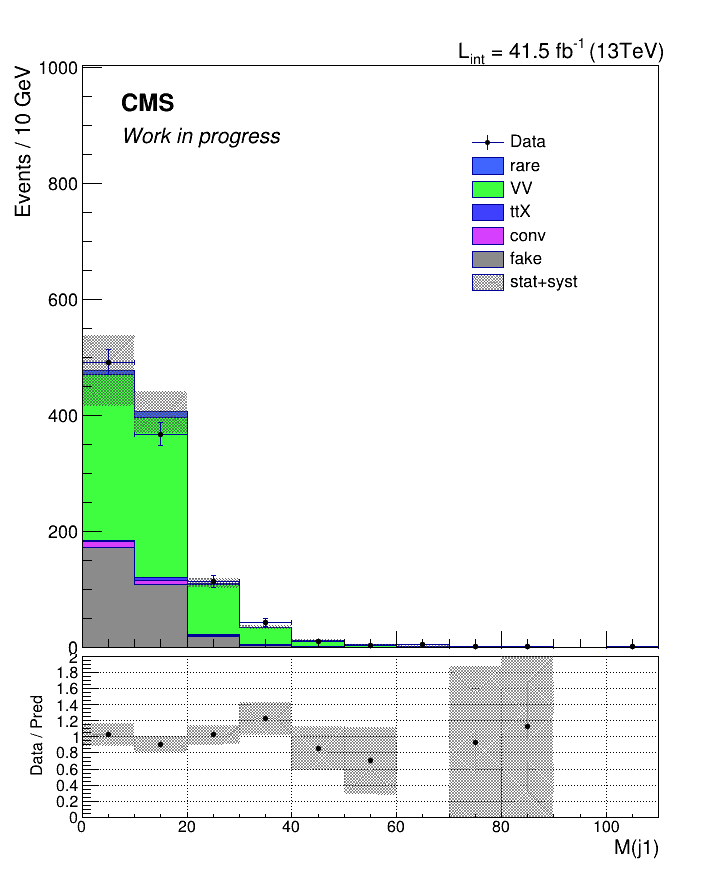 L_int = 41.5 fb^-1 (13TeV)
Events / 10 GeV
1000
800
600
400
200
0
CMS
Work in progress
Data
rare
VV
ttX
conv
fake
stat+syst
Data / Pred
2
1.8
1.6
1.4
1.2
1
0.8
0.6
0.4
0.2
0
0 20 40 60 80 100
M(j1)